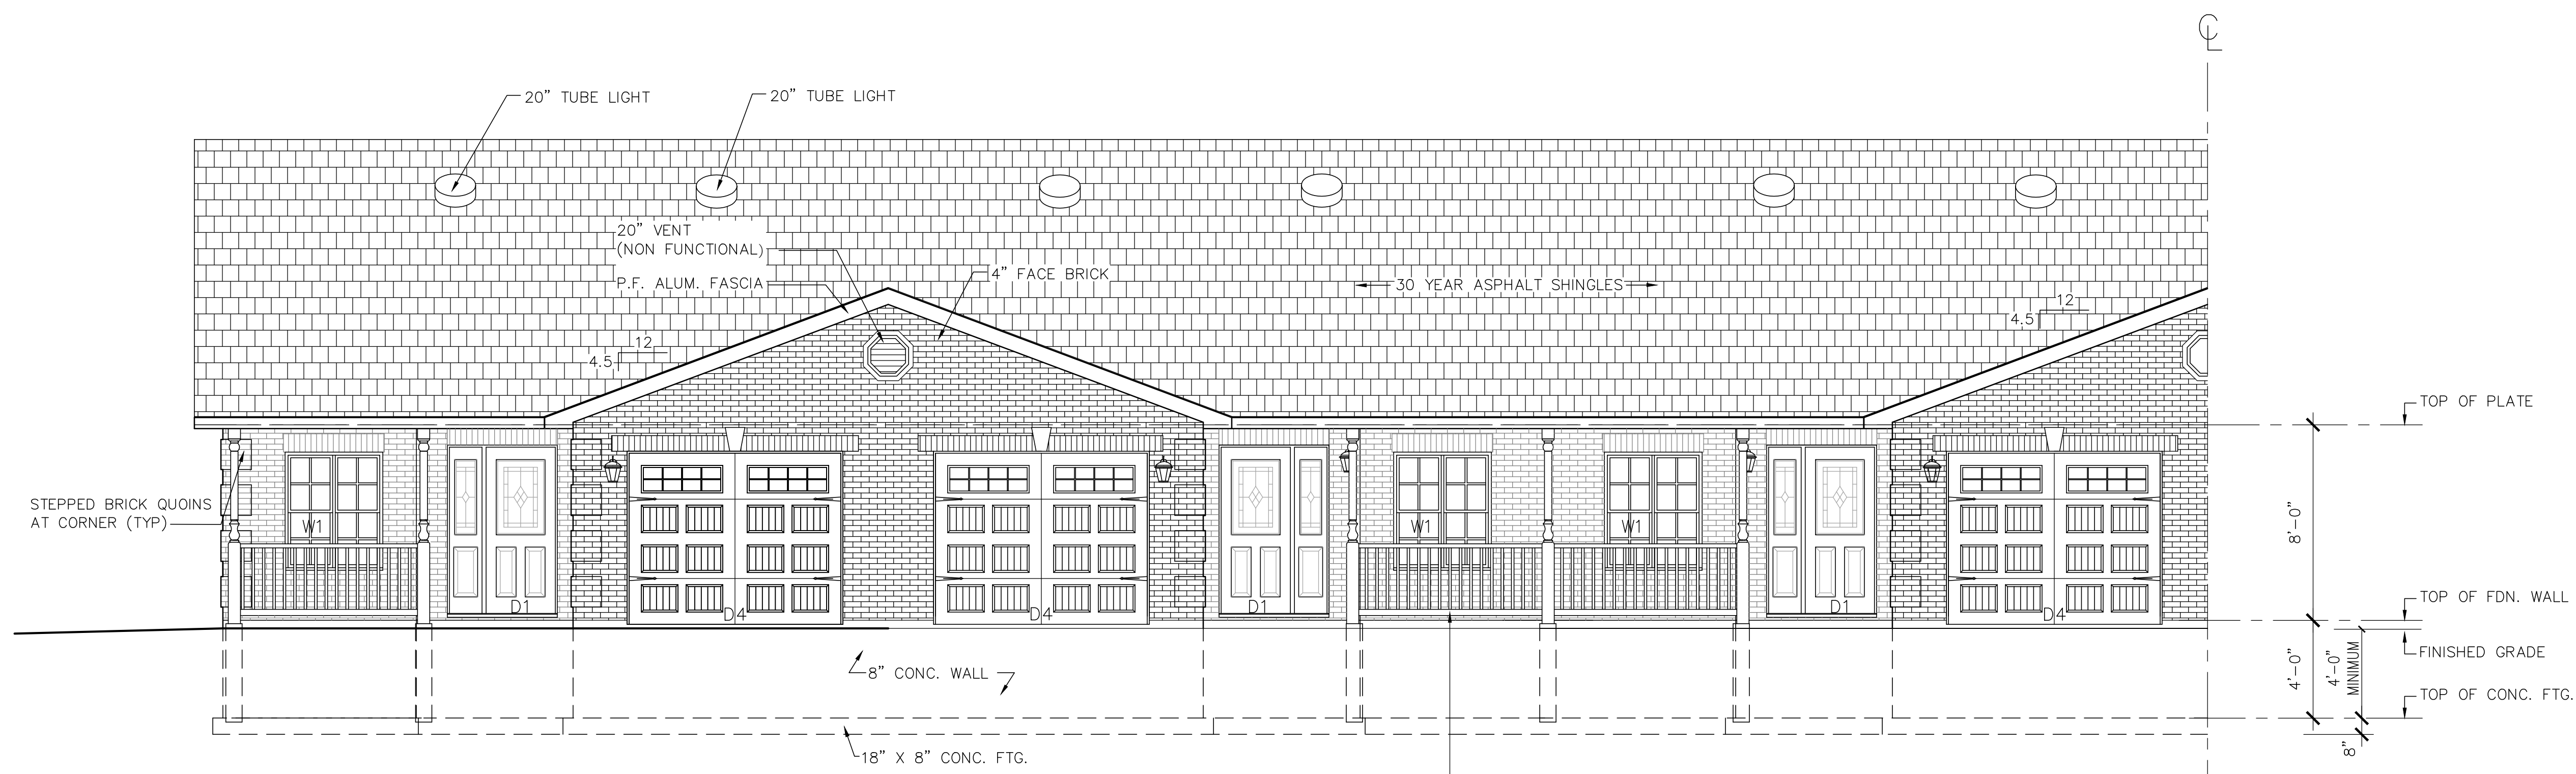 CL
20" TUBE LIGHT
20" TUBE LIGHT
20" VENT
(NON FUNCTIONAL)
P.F. ALUM. FASCIA
4" FACE BRICK
30 YEAR ASPHALT SHINGLES
12
4.5
12
4.5
TOP OF PLATE
STEPPED BRICK QUOINS
AT CORNER (TYP)
W1
W1
W1
8'-0"
D1
D4
D4
D1
D1
D4
TOP OF FDN. WALL
FINISHED GRADE
8" CONC. WALL
4'-0"
4'-0"
MINIMUM
TOP OF CONC. FTG.
18" X 8" CONC. FTG.
8"